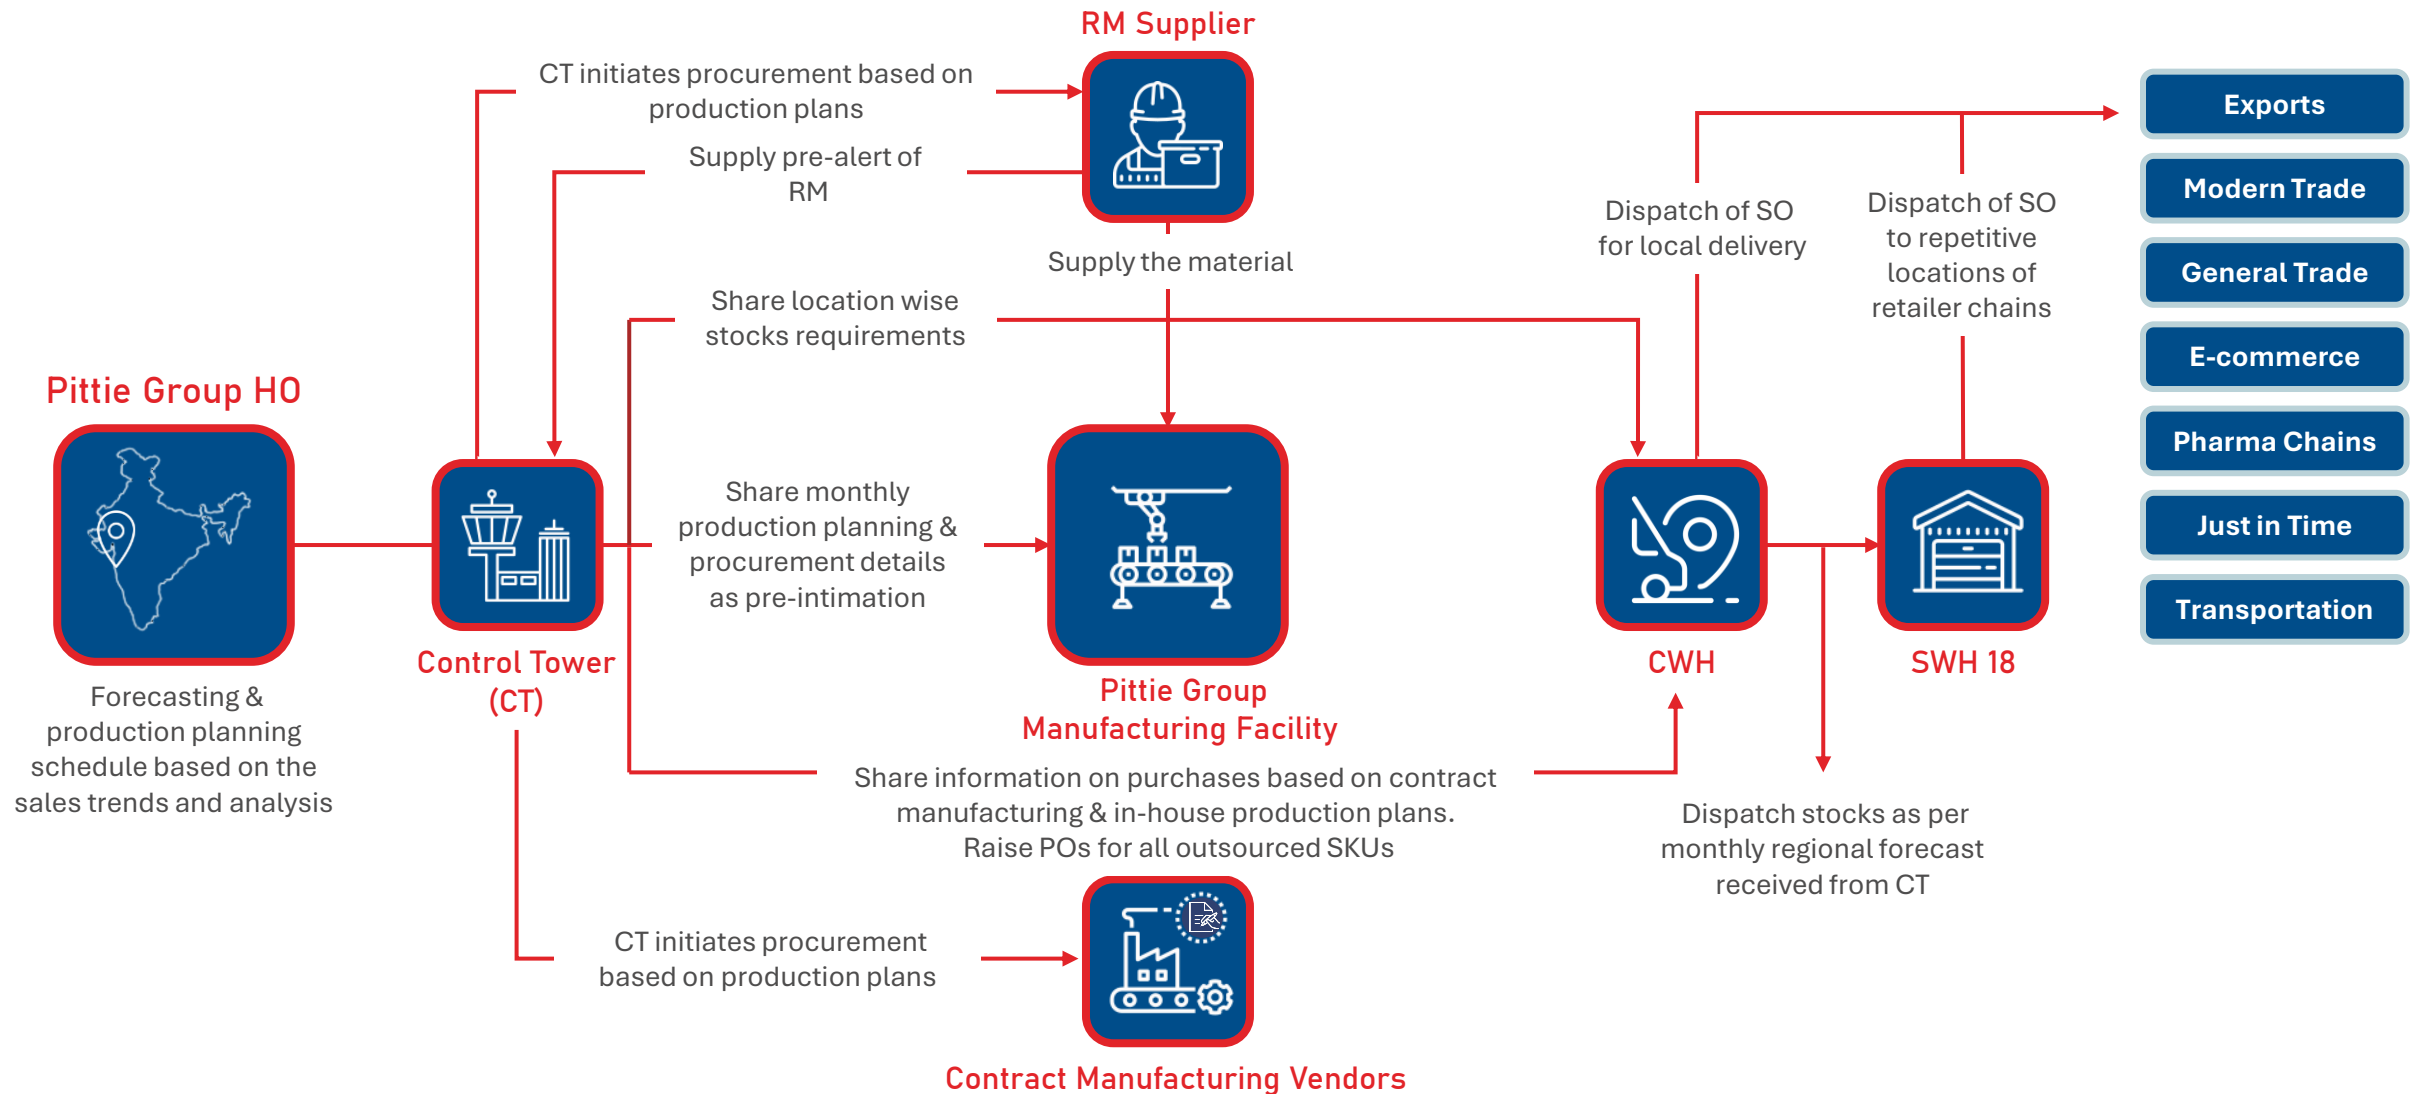 RM Supplier
CT initiates procurement based on
production plans
Supply pre-alert of
RM
Supply the material
Share location wise
stocks requirements
Pittie Group HO
Forecasting &
production planning
schedule based on the
sales trends and analysis
Control Tower
(CT)
Share monthly
production planning &
procurement details
as pre-intimation
Pittie Group
Manufacturing Facility
Share information on purchases based on contract
manufacturing & in-house production plans.
Raise POs for all outsourced SKUs
CT initiates procurement
based on production plans
Contract Manufacturing Vendors
Dispatch of SO
for local delivery
Dispatch of SO
to repetitive
locations of
retailer chains
CWH
SWH 18
Dispatch stocks as per
monthly regional forecast
received from CT
Exports
Modern Trade
General Trade
E-commerce
Pharma Chains
Just in Time
Transportation